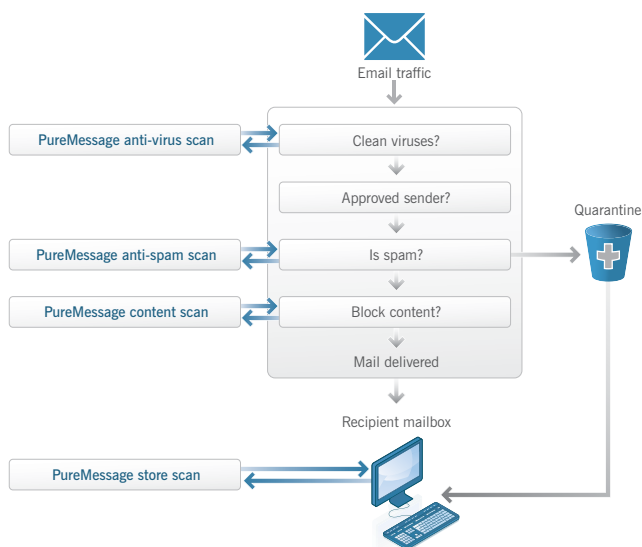 Email traffic
PureMessage anti-virus scan
Clean viruses?
Approved sender?
Quarantine
PureMessage anti-spam scan
Is spam?
PureMessage content scan
Block content?
Mail delivered
Recipient mailbox
PureMessage store scan